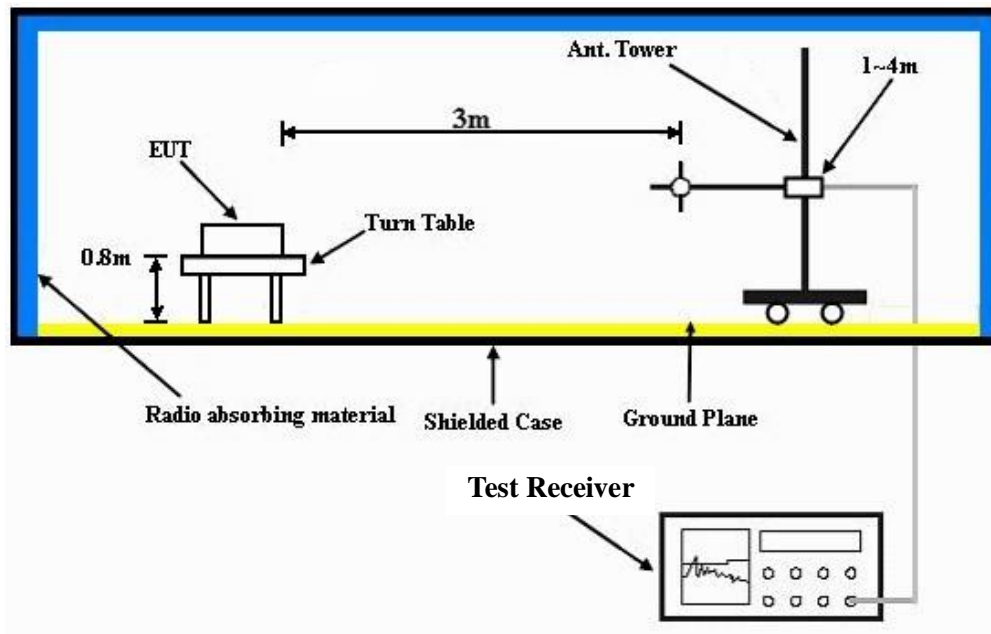 Ant. Tower
1~4m
3m
EUT
Turn Table
0.8m
Radio absorbing material
Shielded Case
Ground Plane
Test Receiver